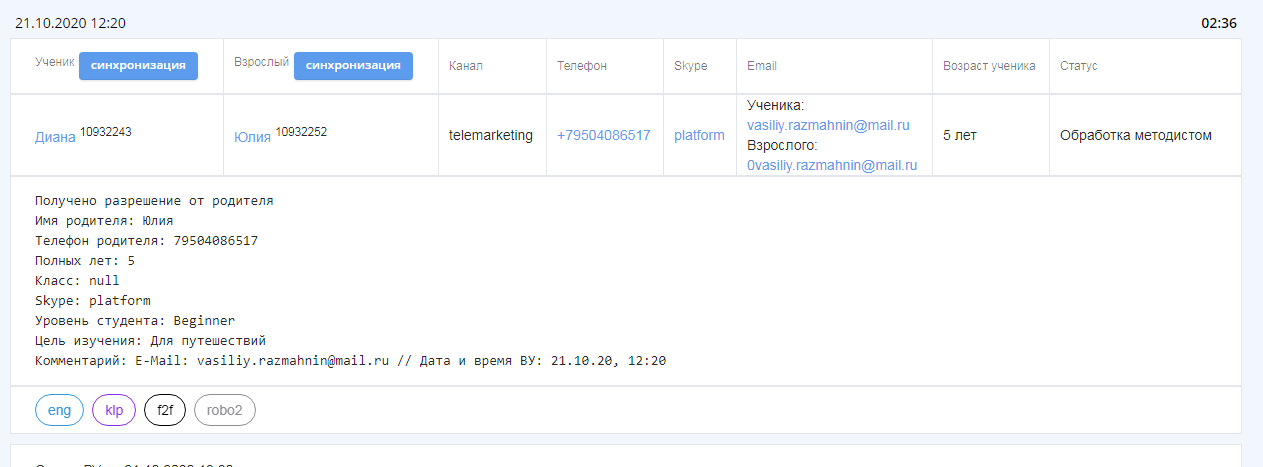 21.10.2020 12:20 02:36
Ученик синхронизация Взрослый синхронизация Канал Телефон Skype Email Возраст ученика Статус
Ученика:
vasiliy.razmahnin@mail.ru
Диана 10932243 Юлия 10932252 telemarketing +79504086517 platform 5 лет Обработка методистом
Взрослого:
0vasiliy.razmahnin@mail.ru
Получено разрешение от родителя
Имя родителя: Юлия
Телефон родителя: 79504086517
Полных лет: 5
Класс: null
Skype: platform
Уровень студента: Beginner
Цель изучения: Для путешествий
Комментарий: E-Mail: vasiliy.razmahnin@mail.ru // Дата и время ВУ: 21.10.20, 12:20
eng klp f2f robo2